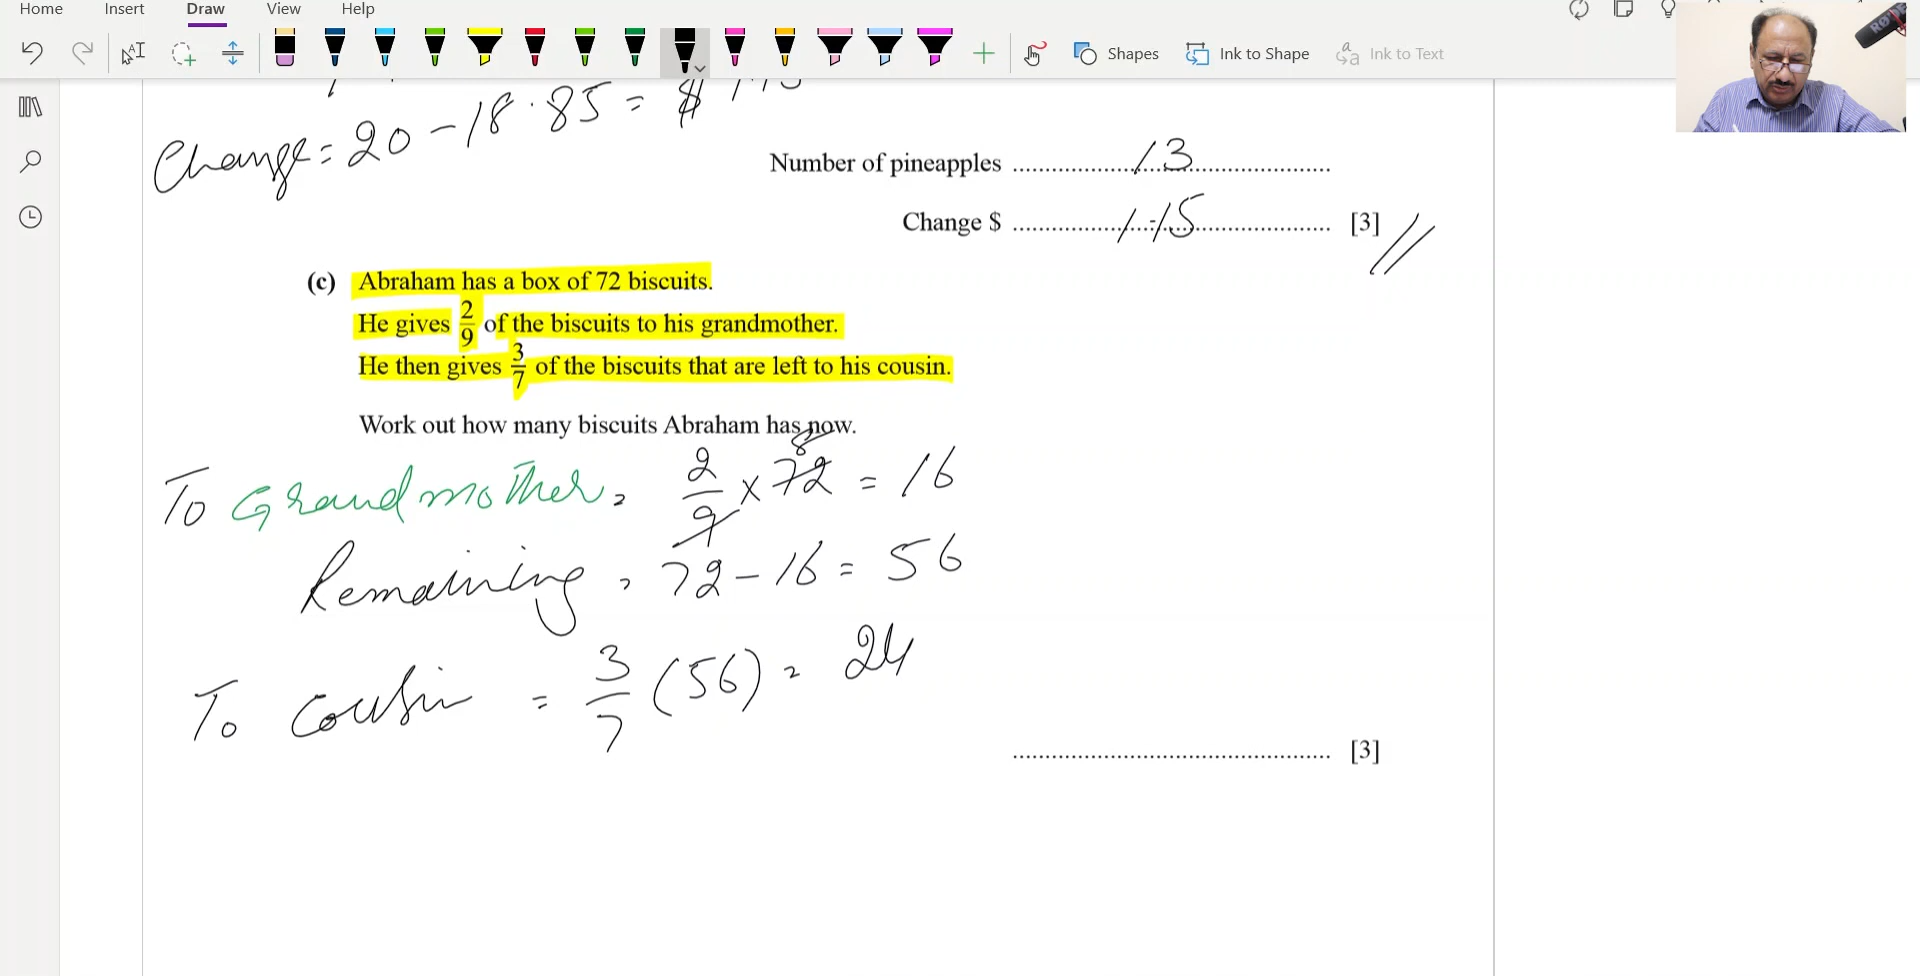 Home Insert Draw View Help
Shapes Ink to Shape Ink to Text
RODE
Change = 20 - 18.85 = $ 1.15
Number of pineapples 13
Change $ 1.15 [3]
(c) Abraham has a box of 72 biscuits.
He gives 2/9 of the biscuits to his grandmother.
He then gives 3/7 of the biscuits that are left to his cousin.
Work out how many biscuits Abraham has now.
8
To Grandmother = 2/9 x 72 = 16
Remaining = 72 - 16 = 56
To cousin = 3/7 (56) = 24
[3]